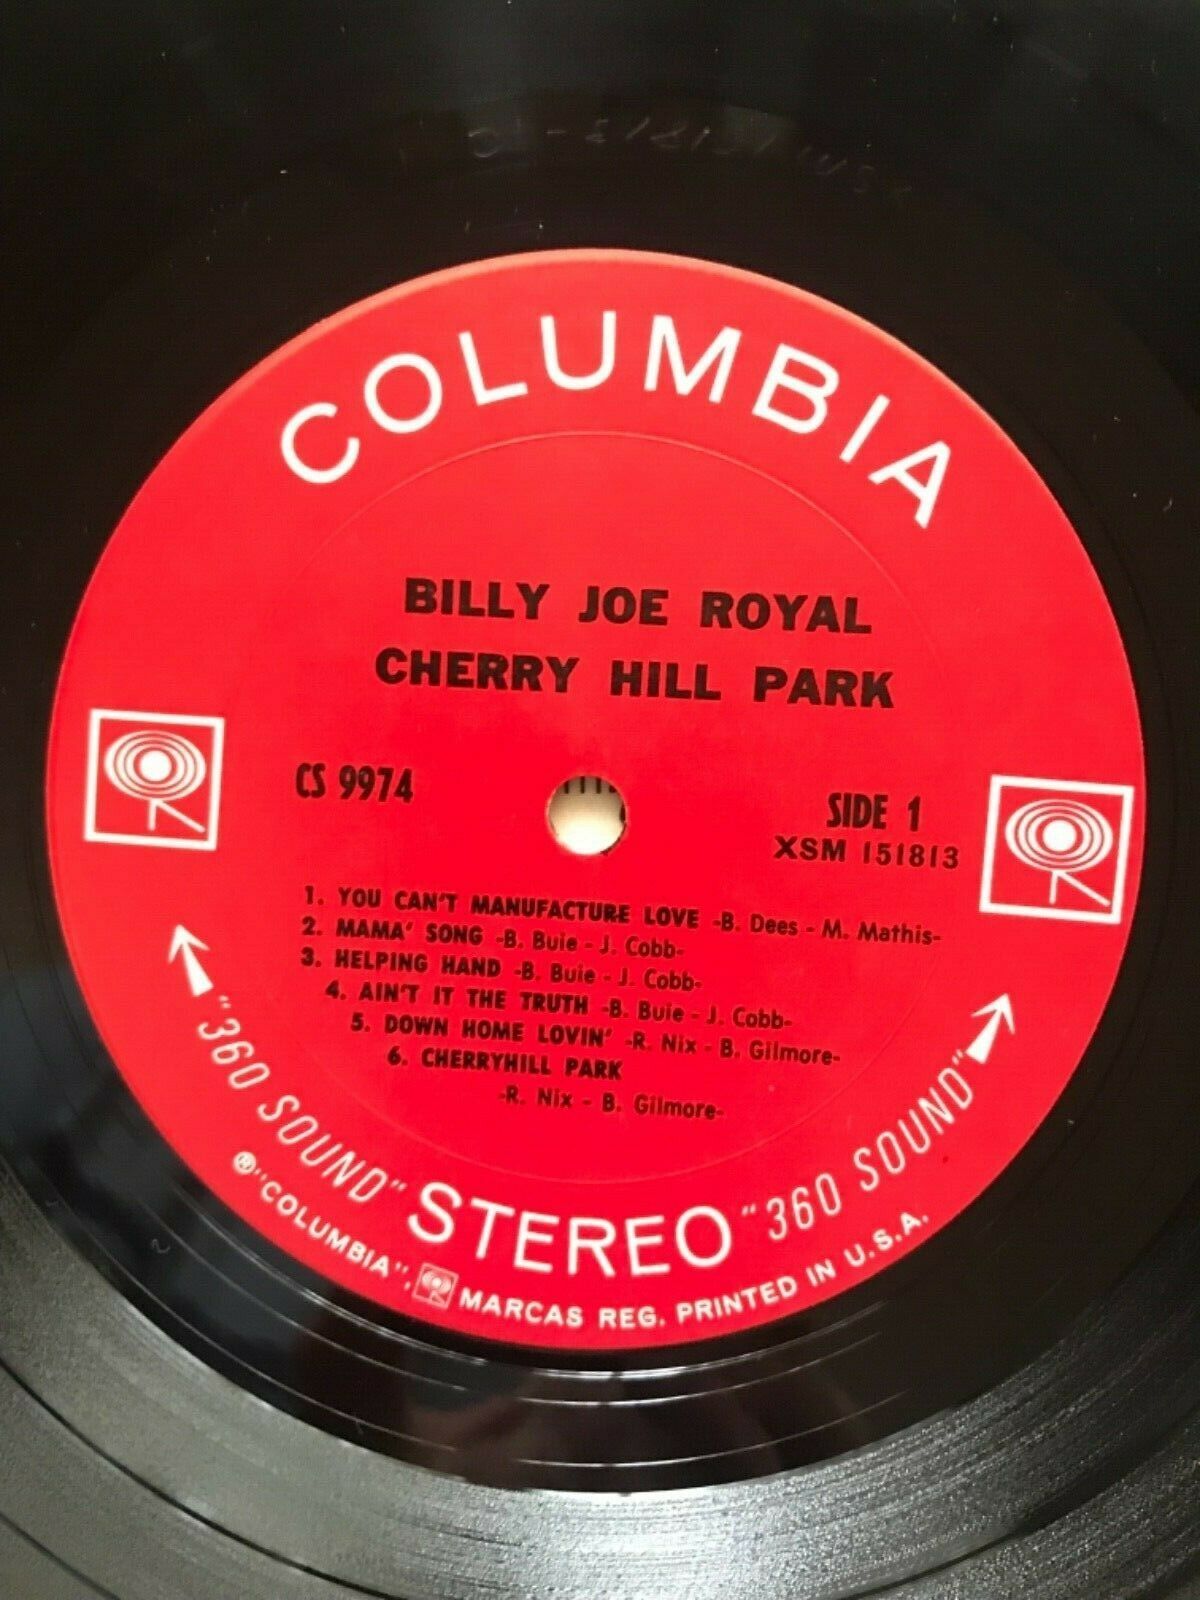 COLUMBIA
BILLY JOE ROYAL
CHERRY HILL PARK
CS 9974
SIDE 1
XSM 151813
1. YOU CAN'T MANUFACTURE LOVE -B. Dees - M. Mathis-
2. MAMA' SONG -B. Buie - J. Cobb-
3. HELPING HAND -B. Buie - J. Cobb-
4. AIN'T IT THE TRUTH -B. Buie - J. Cobb-
5. DOWN HOME LOVIN' -R. Nix - B. Gilmore-
6. CHERRYHILL PARK
-R. Nix - B. Gilmore-
"360 SOUND" STEREO "360 SOUND"
® "COLUMBIA", MARCAS REG. PRINTED IN U.S.A.